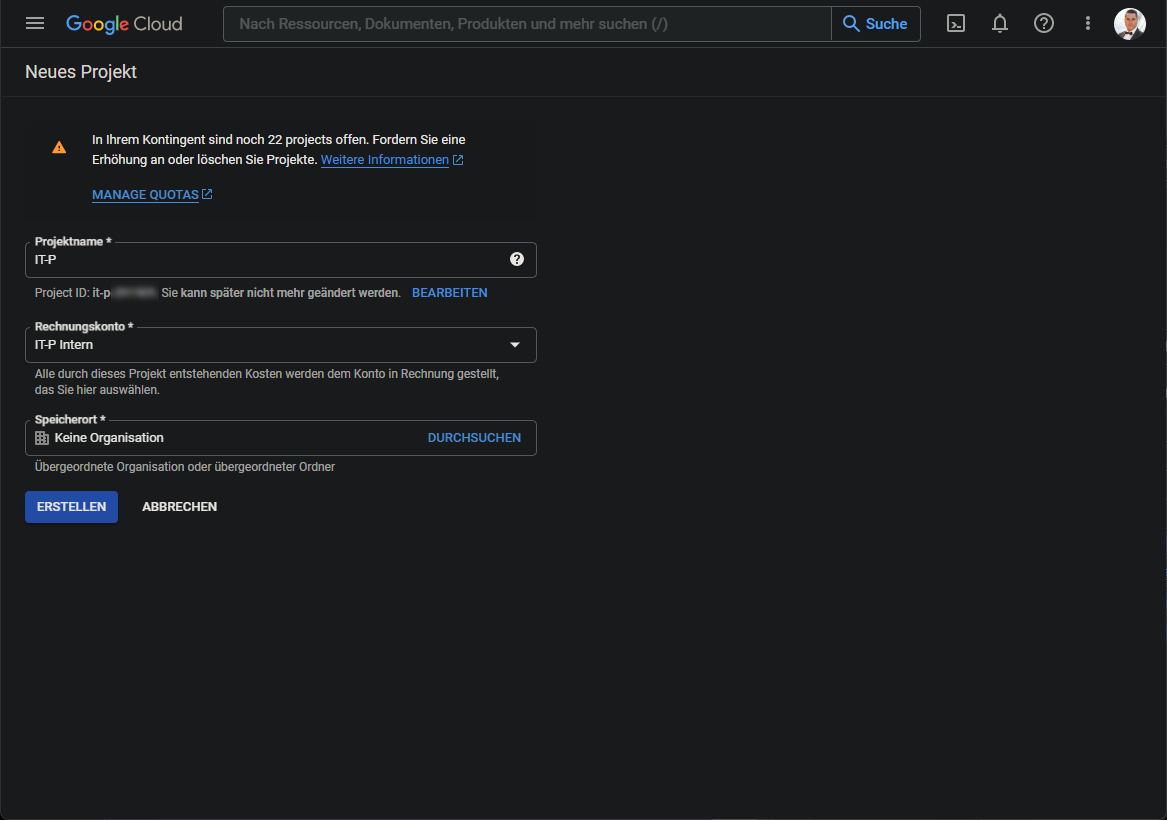 Google Cloud
Nach Ressourcen, Dokumenten, Produkten und mehr suchen (/)
Suche
Neues Projekt
In Ihrem Kontingent sind noch 22 projects offen. Fordern Sie eine
Erhöhung an oder löschen Sie Projekte. Weitere Informationen
MANAGE QUOTAS
Projektname *
IT-P
Project ID: it-p Sie kann später nicht mehr geändert werden. BEARBEITEN
Rechnungskonto *
IT-P Intern
Alle durch dieses Projekt entstehenden Kosten werden dem Konto in Rechnung gestellt,
das Sie hier auswählen.
Speicherort *
Keine Organisation DURCHSUCHEN
Übergeordnete Organisation oder übergeordneter Ordner
ERSTELLEN ABBRECHEN